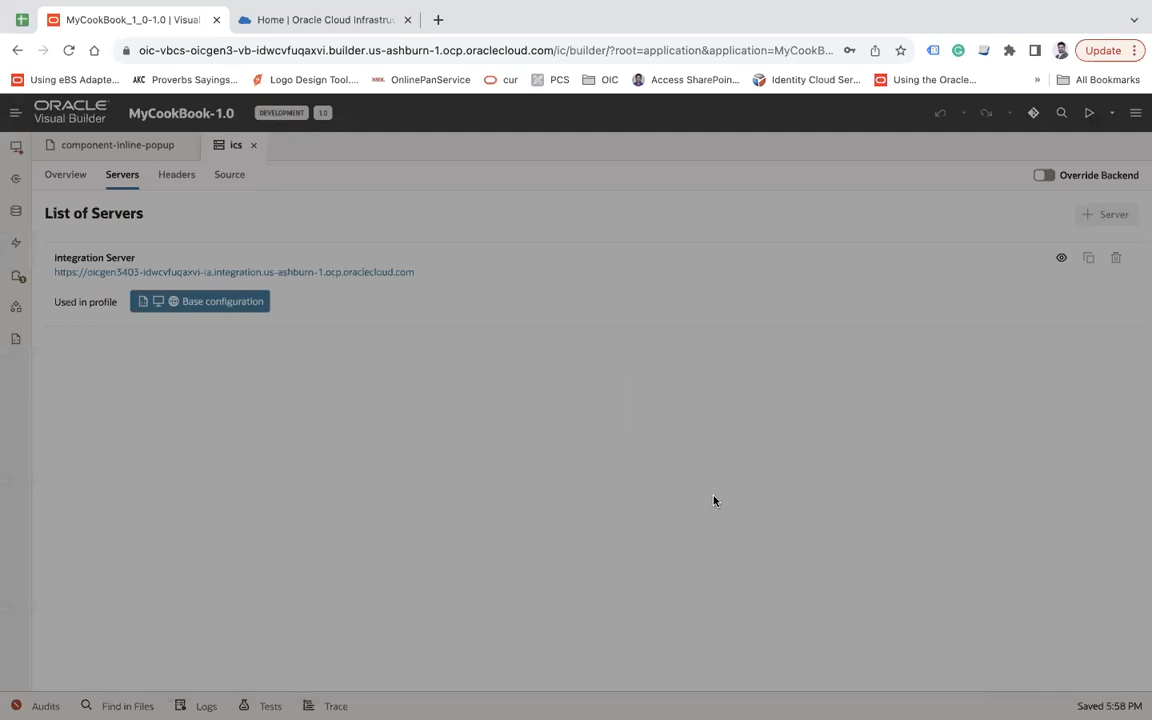 MyCookBook_1_0-1.0 | Visual
Home | Oracle Cloud Infrastruc
oic-vbcs-oicgen3-vb-idwcvfuqaxvi.builder.us-ashburn-1.ocp.oraclecloud.com/ic/builder/?root=application&application=MyCookB...
Update
Using eBS Adapte...
AKC Proverbs Sayings...
Logo Design Tool....
OnlinePanService
cur
PCS
OIC
Access SharePoin...
Identity Cloud Ser...
Using the Oracle...
»
All Bookmarks
ORACLE
Visual Builder
MyCookBook-1.0
DEVELOPMENT
1.0
component-inline-popup
ics
Overview
Servers
Headers
Source
Override Backend
List of Servers
+ Server
Integration Server
https://oicgen3403-idwcvfuqaxvi-ia.integration.us-ashburn-1.ocp.oraclecloud.com
Used in profile
Base configuration
Audits
Find in Files
Logs
Tests
Trace
Saved 5:58 PM